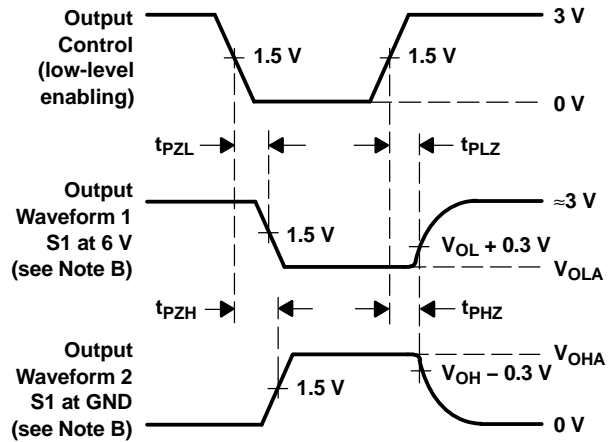 Output
Control
(low-level
enabling)
3 V
1.5 V
1.5 V
0 V
tPZL
tPLZ
Output
Waveform 1
S1 at 6 V
(see Note B)
≈3 V
1.5 V
VOL + 0.3 V
VOLA
tPZH
tPHZ
Output
Waveform 2
S1 at GND
(see Note B)
VOHA
1.5 V
VOH − 0.3 V
0 V